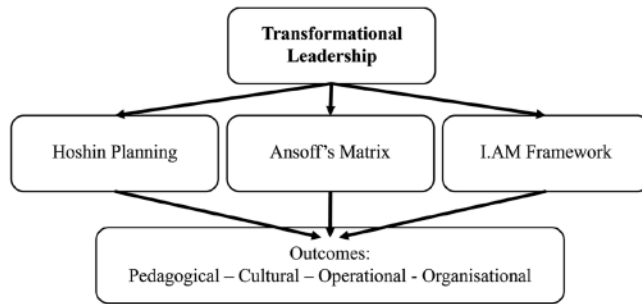 Transformational
Leadership
Hoshin Planning
Ansoff's Matrix
I.AM Framework
Outcomes:
Pedagogical – Cultural – Operational - Organisational